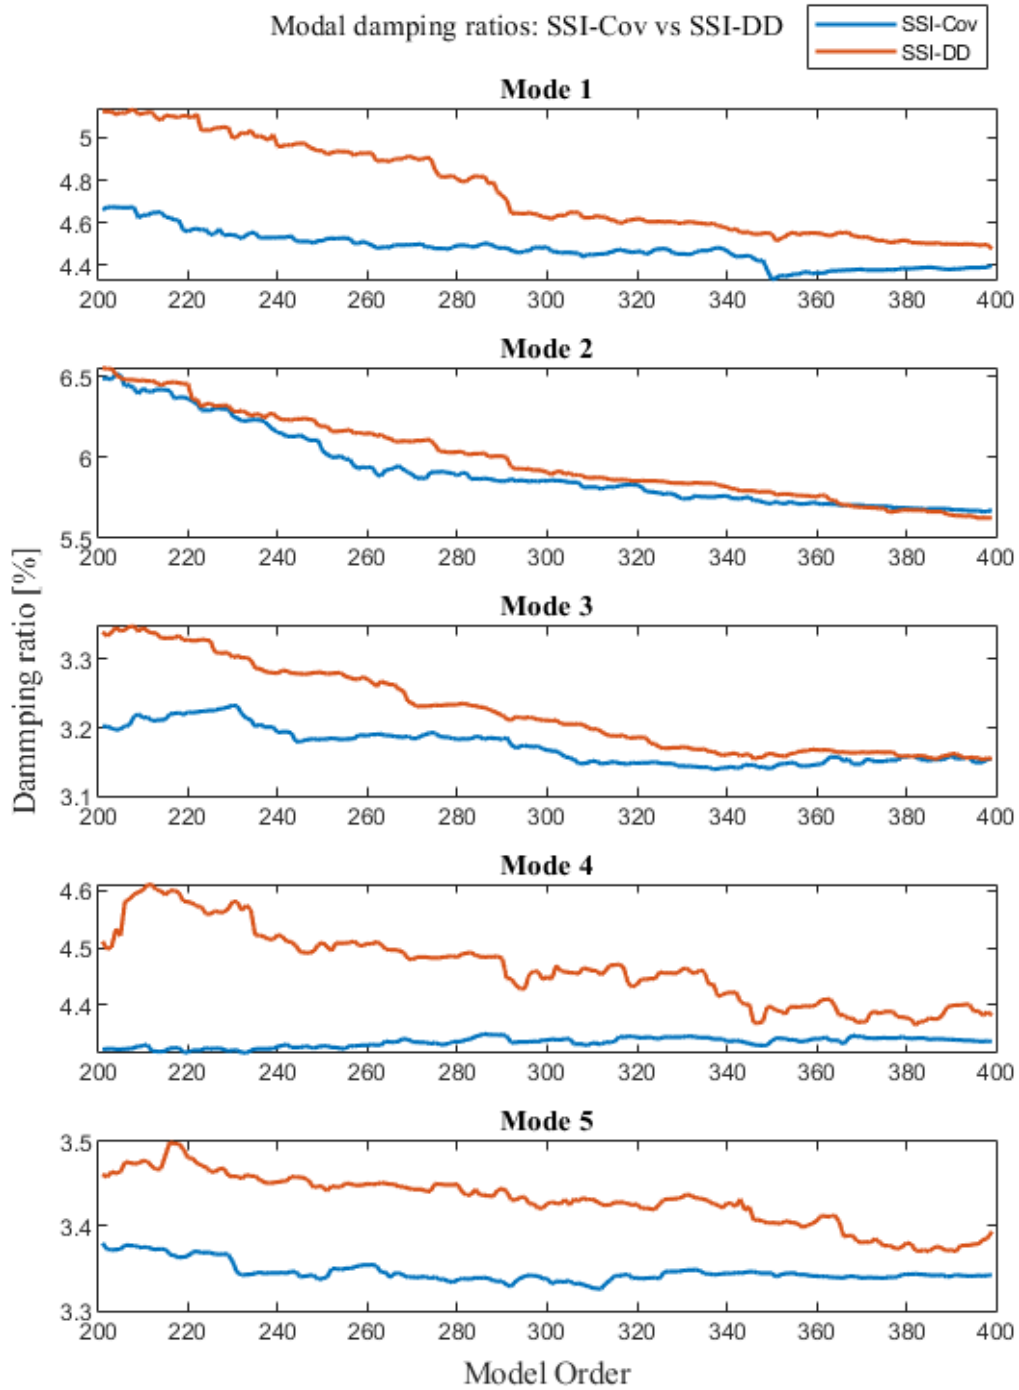 Modal damping ratios: SSI-Cov vs SSI-DD
SSI-Cov
SSI-DD
Mode 1
5
4.8
4.6
4.4
200 220 240 260 280 300 320 340 360 380 400
Mode 2
6.5
6
5.5
200 220 240 260 280 300 320 340 360 380 400
Mode 3
3.3
3.2
3.1
200 220 240 260 280 300 320 340 360 380 400
Mode 4
4.6
4.5
4.4
200 220 240 260 280 300 320 340 360 380 400
Mode 5
3.5
3.4
3.3
200 220 240 260 280 300 320 340 360 380 400
Dammping ratio [%]
Model Order